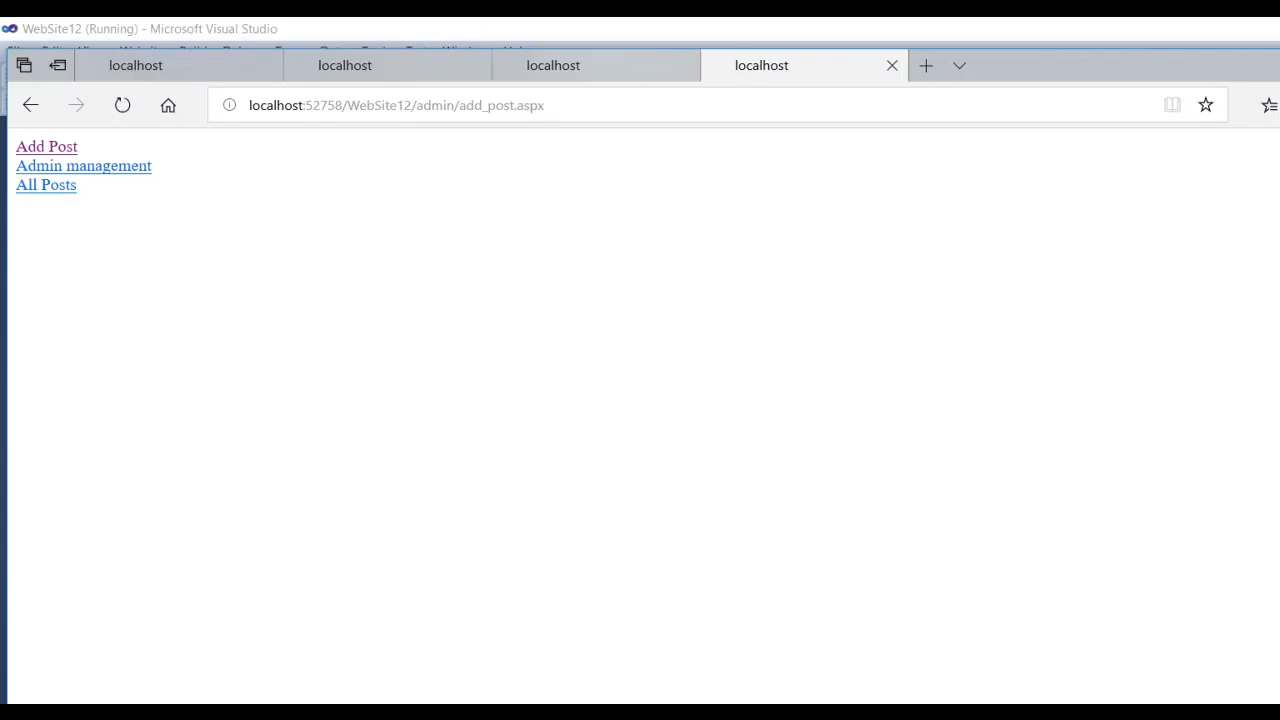 WebSite12 (Running) - Microsoft Visual Studio
localhost localhost localhost localhost
localhost:52758/WebSite12/admin/add_post.aspx
Add Post
Admin management
All Posts